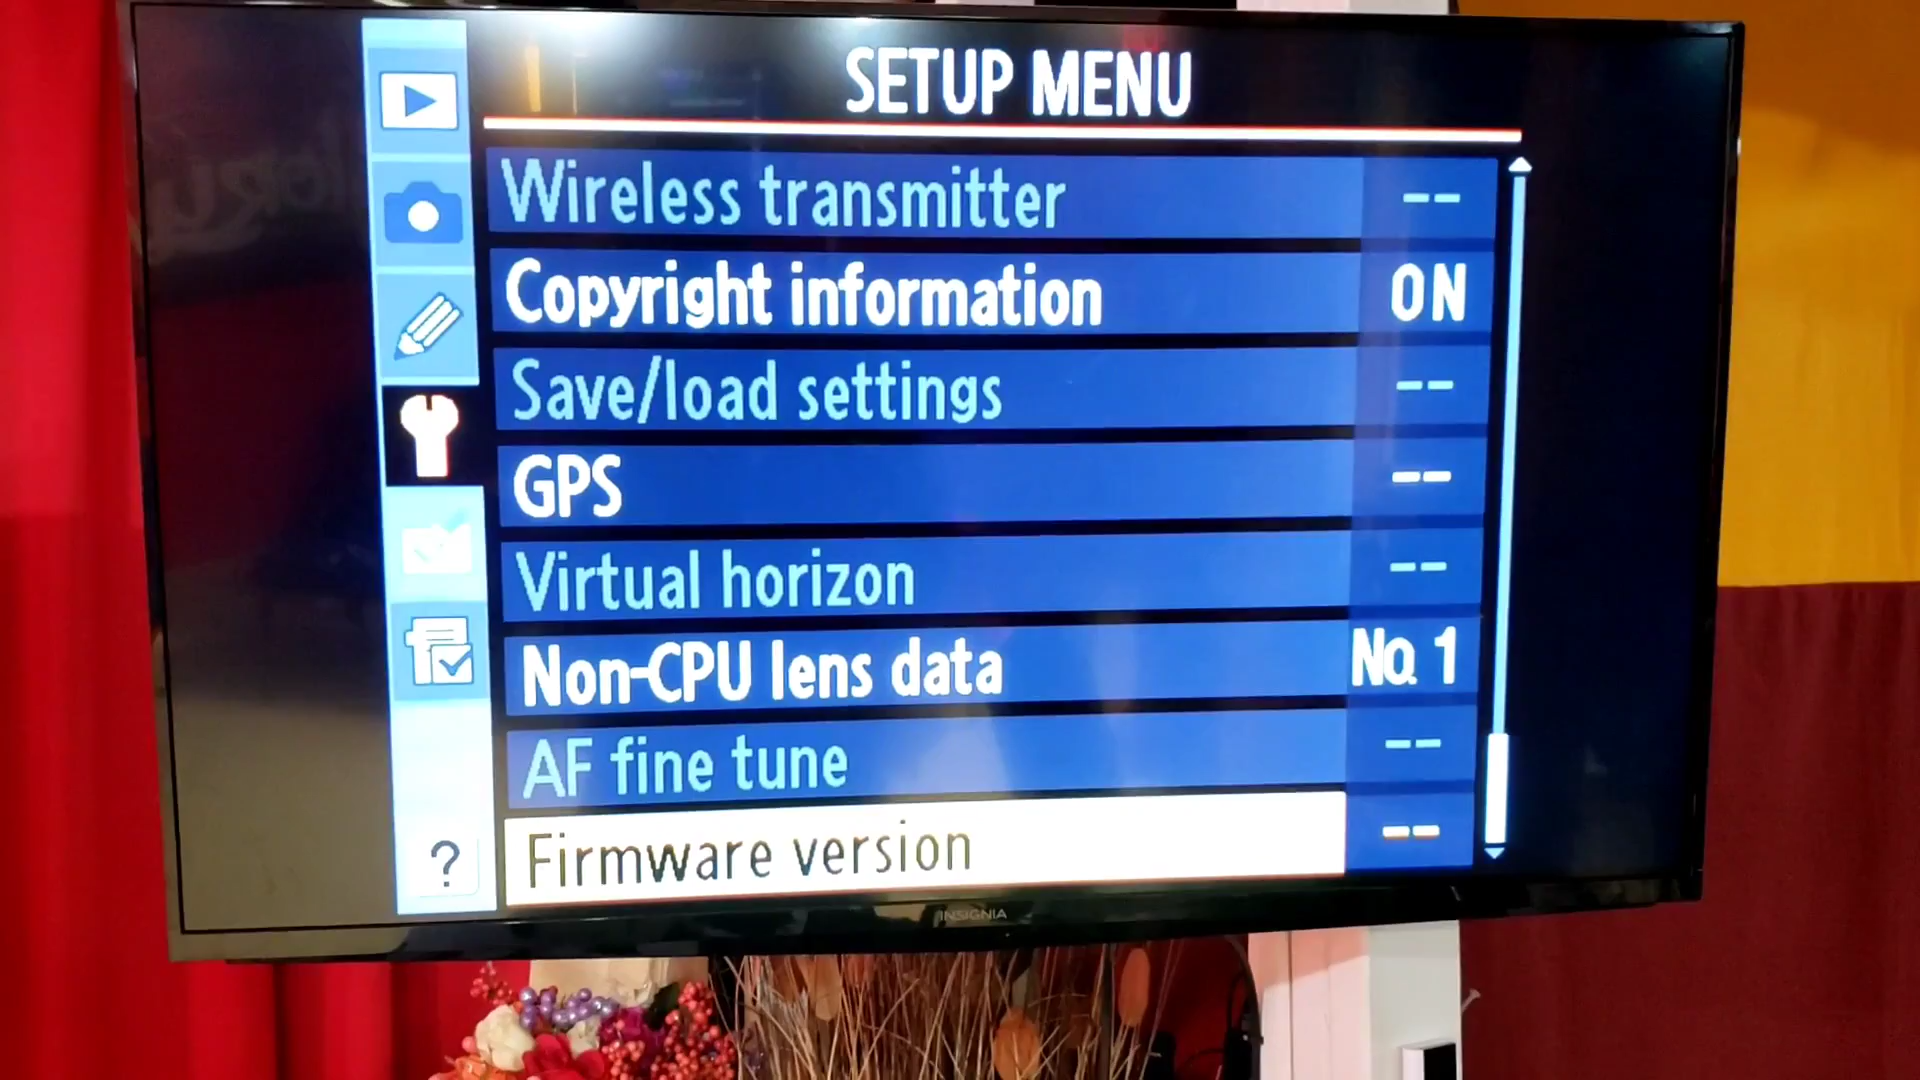 SETUP MENU
Wireless transmitter --
Copyright information ON
Save/load settings --
GPS --
Virtual horizon --
Non-CPU lens data No. 1
AF fine tune --
? Firmware version --
INSIGNIA